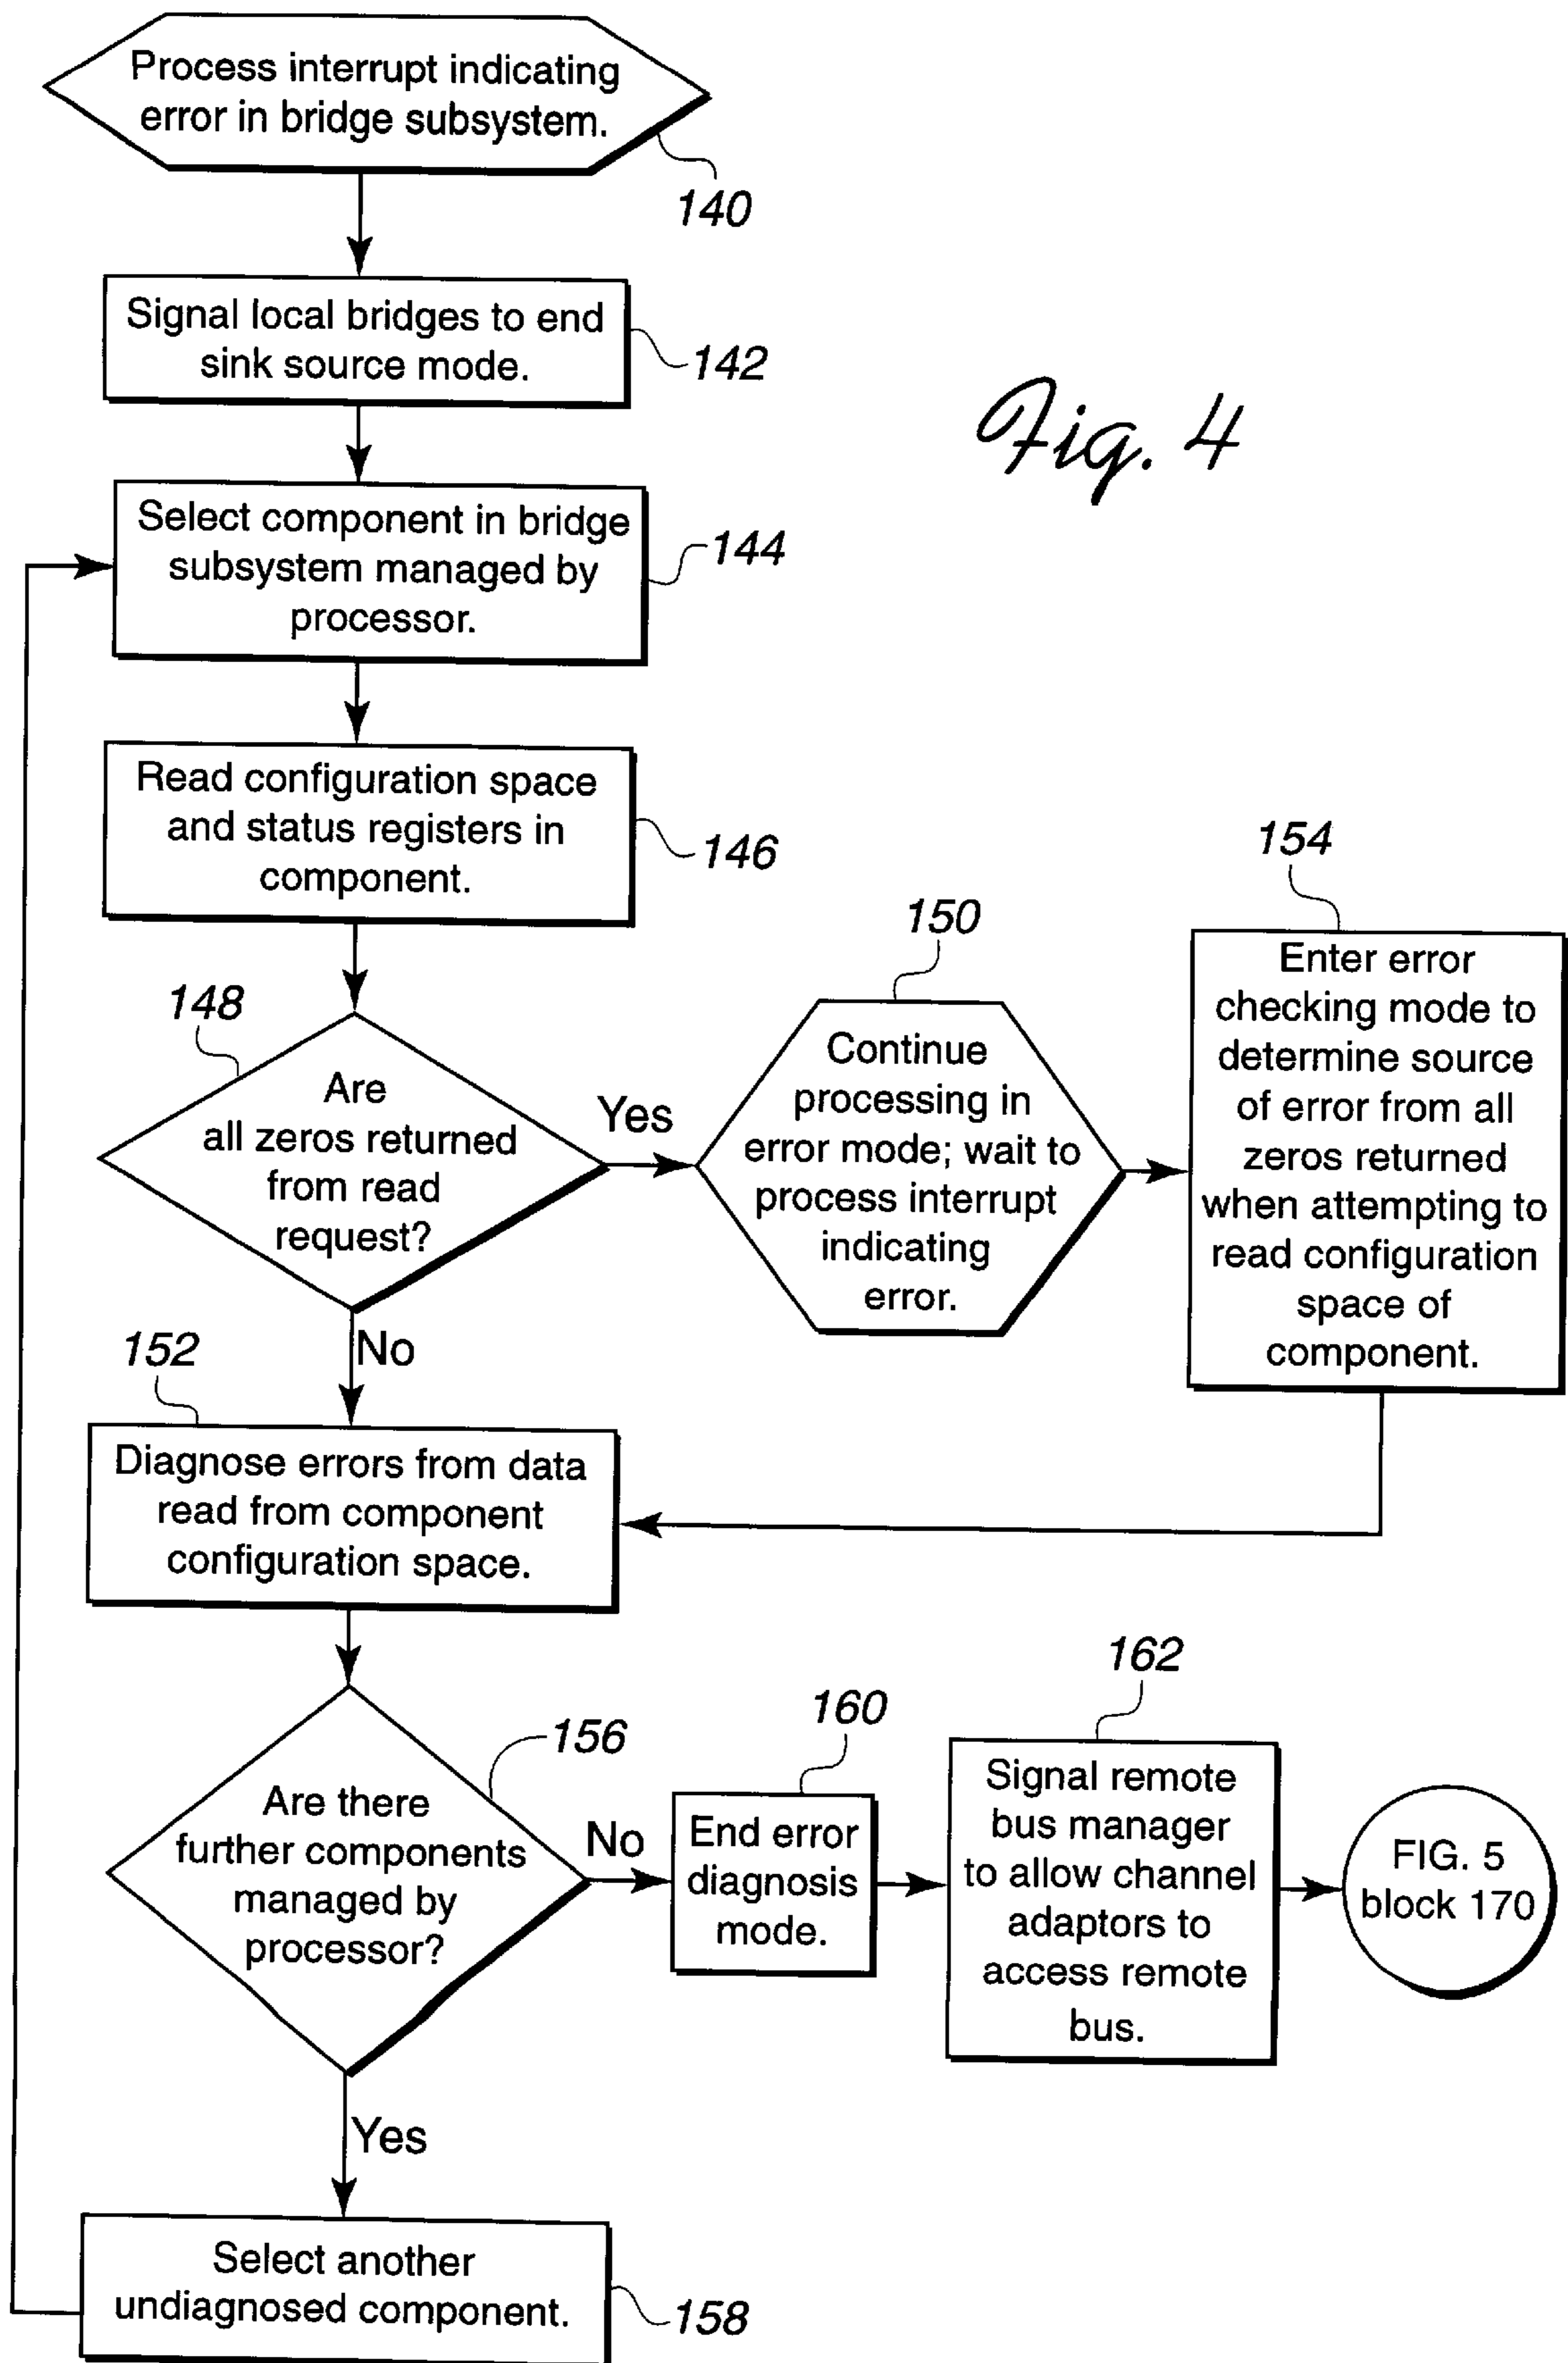 Process interrupt indicating
error in bridge subsystem.
140
Signal local bridges to end
sink source mode.
142
Fig. 4
Select component in bridge
subsystem managed by
processor.
144
Read configuration space
and status registers in
component.
146
148
Are
all zeros returned
from read
request?
Yes
No
150
Continue
processing in
error mode; wait to
process interrupt
indicating
error.
154
Enter error
checking mode to
determine source
of error from all
zeros returned
when attempting to
read configuration
space of
component.
152
Diagnose errors from data
read from component
configuration space.
156
Are there
further components
managed by
processor?
No
Yes
160
End error
diagnosis
mode.
162
Signal remote
bus manager
to allow channel
adaptors to
access remote
bus.
FIG. 5
block 170
Select another
undiagnosed component.
158